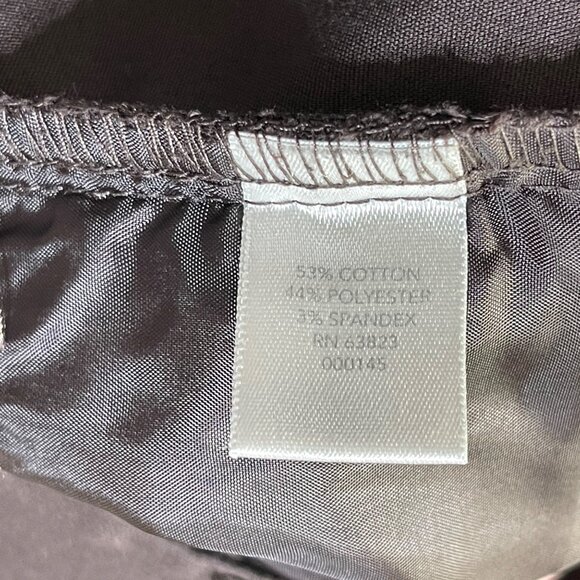 53% COTTON
44% POLYESTER
3% SPANDEX
RN 63823
000145